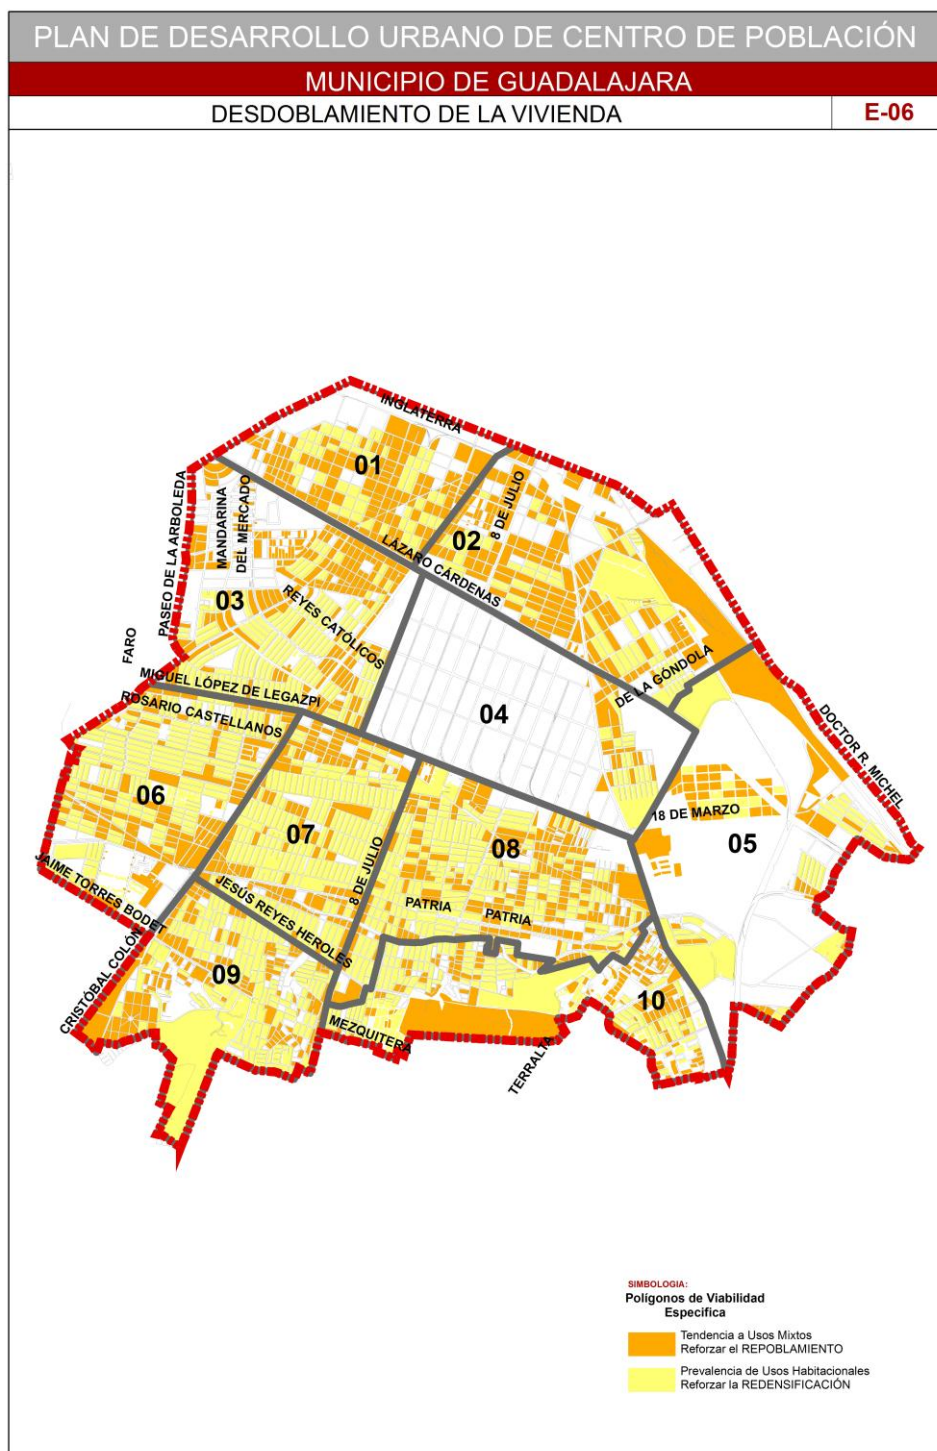 PLAN DE DESARROLLO URBANO DE CENTRO DE POBLACIÓN
MUNICIPIO DE GUADALAJARA
DESDOBLAMIENTO DE LA VIVIENDA
E-06
INGLATERRA
01
PASEO DE LA ARBOLEDA
MANDARINA
DEL MERCADO
8 DE JULIO
02
LÁZARO CÁRDENAS
03
REYES CATÓLICOS
FARO
MIGUEL LÓPEZ DE LEGAZPI
ROSARIO CASTELLANOS
DE LA GÓNDOLA
04
DOCTOR R. MICHEL
06
18 DE MARZO
07
08
05
8 DE JULIO
JAIME TORRES BODET
JESÚS REYES HEROLES
PATRIA
PATRIA
CRISTÓBAL COLÓN
09
10
MEZQUITERA
TERRALTA
SIMBOLOGIA:
Polígonos de Viabilidad
Especifica
Tendencia a Usos Mixtos
Reforzar el REPOBLAMIENTO
Prevalencia de Usos Habitacionales
Reforzar la REDENSIFICACIÓN